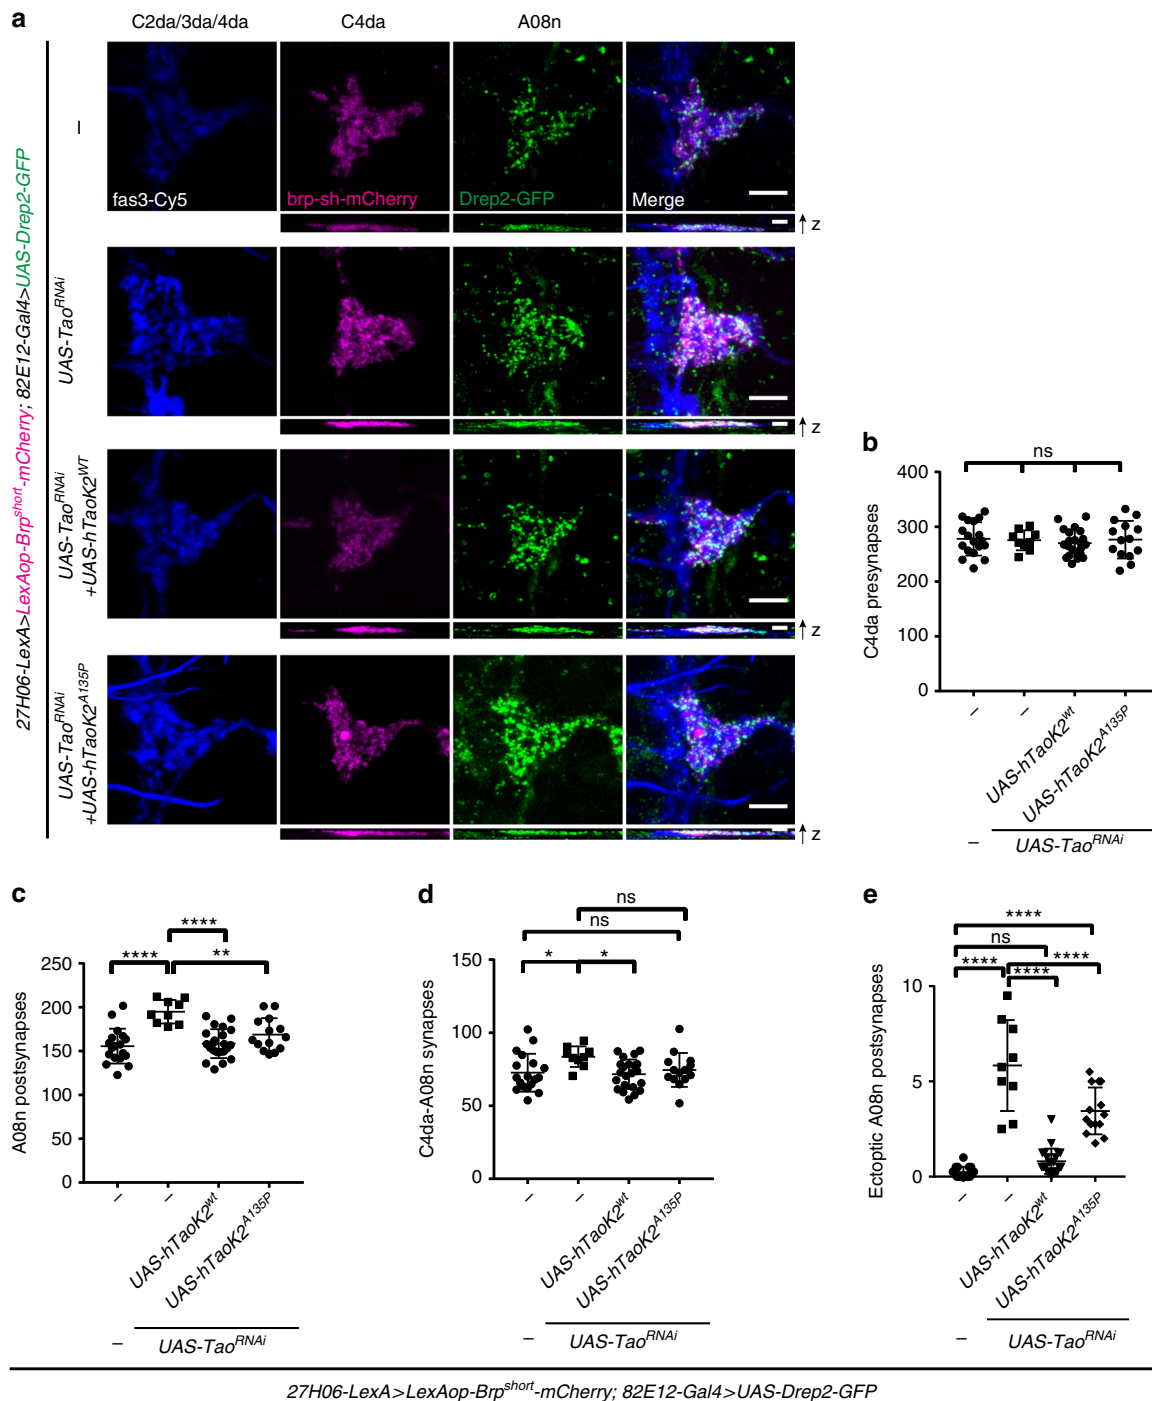 a
C2da/3da/4da
C4da
A08n
27H06-LexA>LexAop-Brp^short-mCherry; 82E12-Gal4>UAS-Drep2-GFP
–
fas3-Cy5
brp-sh-mCherry
Drep2-GFP
Merge
z
UAS-Tao^RNAi
z
UAS-Tao^RNAi
+UAS-hTaoK2^WT
z
UAS-Tao^RNAi
+UAS-hTaoK2^A135P
z
b
ns
C4da presynapses
400
300
200
100
0
–
–
UAS-hTaoK2^wt
UAS-hTaoK2^A135P
–
UAS-Tao^RNAi
c
****
****
**
A08n postsynapses
250
200
150
100
50
0
–
–
UAS-hTaoK2^wt
UAS-hTaoK2^A135P
–
UAS-Tao^RNAi
d
ns
ns
*
*
C4da-A08n synapses
150
100
50
0
–
–
UAS-hTaoK2^wt
UAS-hTaoK2^A135P
–
UAS-Tao^RNAi
e
****
ns
****
****
****
Ectoptic A08n postsynapses
10
5
0
–
–
UAS-hTaoK2^wt
UAS-hTaoK2^A135P
–
UAS-Tao^RNAi
27H06-LexA>LexAop-Brp^short-mCherry; 82E12-Gal4>UAS-Drep2-GFP